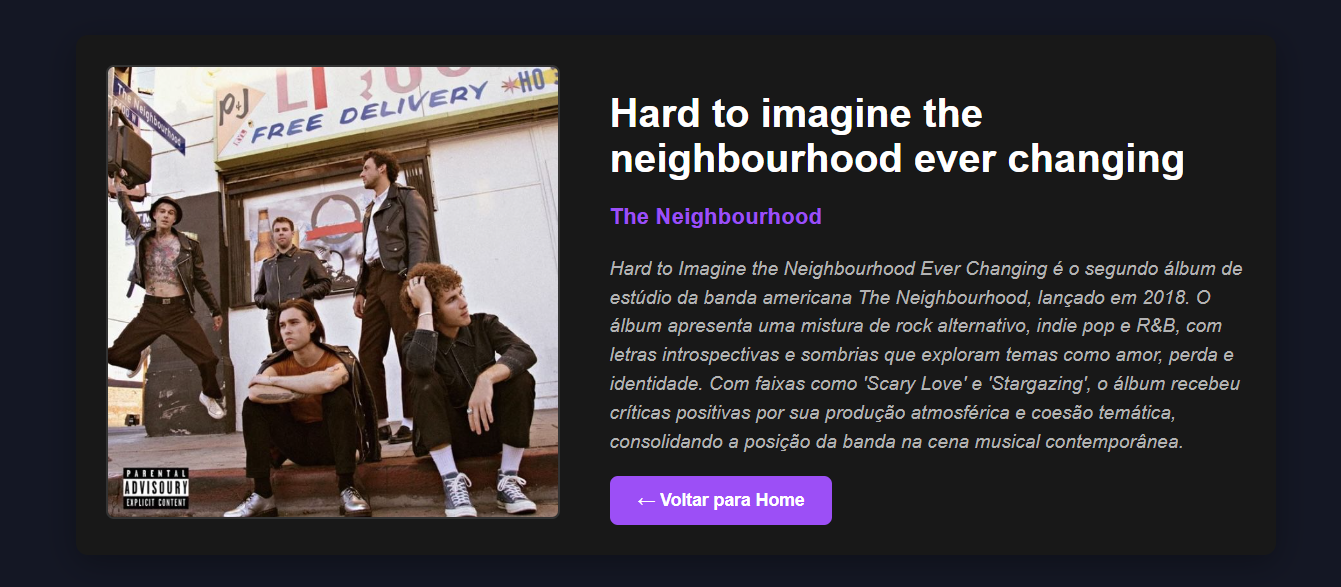 The Neighbourhood
P&J
LI
FREE DELIVERY
HO
PARENTAL
ADVISOURY
EXPLICIT CONTENT
Hard to imagine the
neighbourhood ever changing
The Neighbourhood
Hard to Imagine the Neighbourhood Ever Changing é o segundo álbum de
estúdio da banda americana The Neighbourhood, lançado em 2018. O
álbum apresenta uma mistura de rock alternativo, indie pop e R&B, com
letras introspectivas e sombrias que exploram temas como amor, perda e
identidade. Com faixas como 'Scary Love' e 'Stargazing', o álbum recebeu
críticas positivas por sua produção atmosférica e coesão temática,
consolidando a posição da banda na cena musical contemporânea.
← Voltar para Home